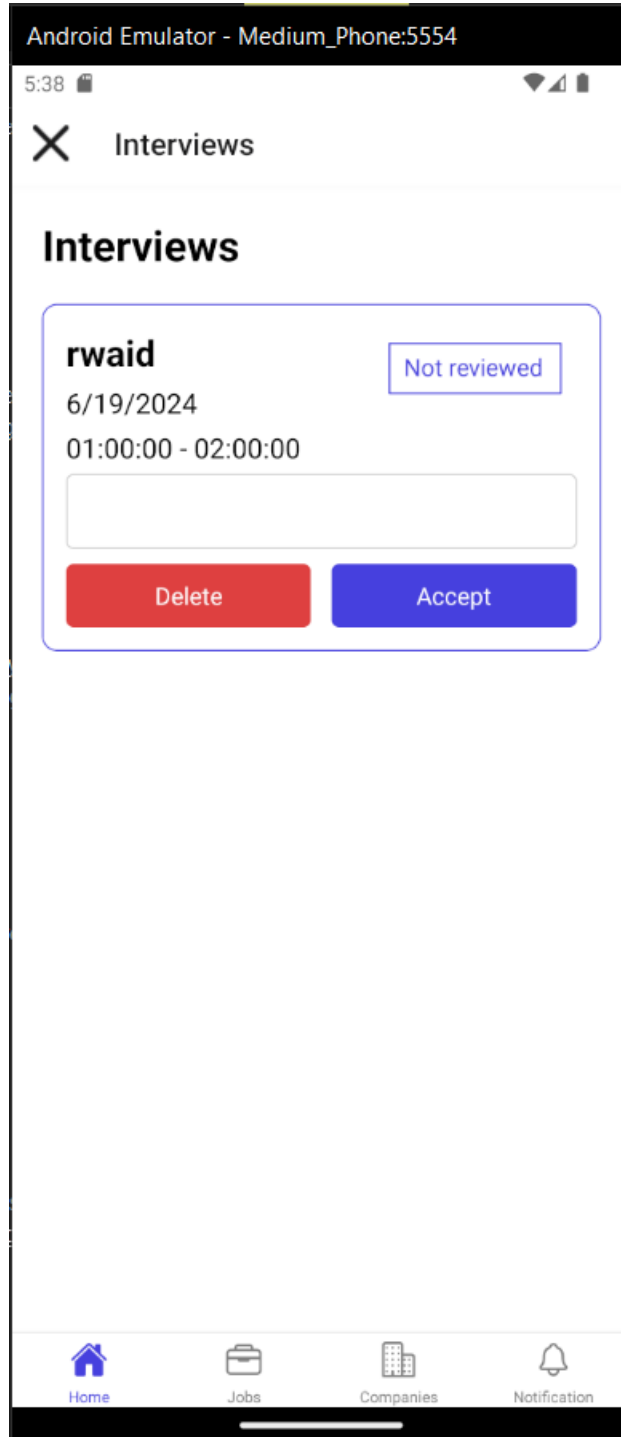 Android Emulator - Medium_Phone:5554
5:38
Interviews
Interviews
rwaid
Not reviewed
6/19/2024
01:00:00 - 02:00:00
Delete Accept
Home Jobs Companies Notification